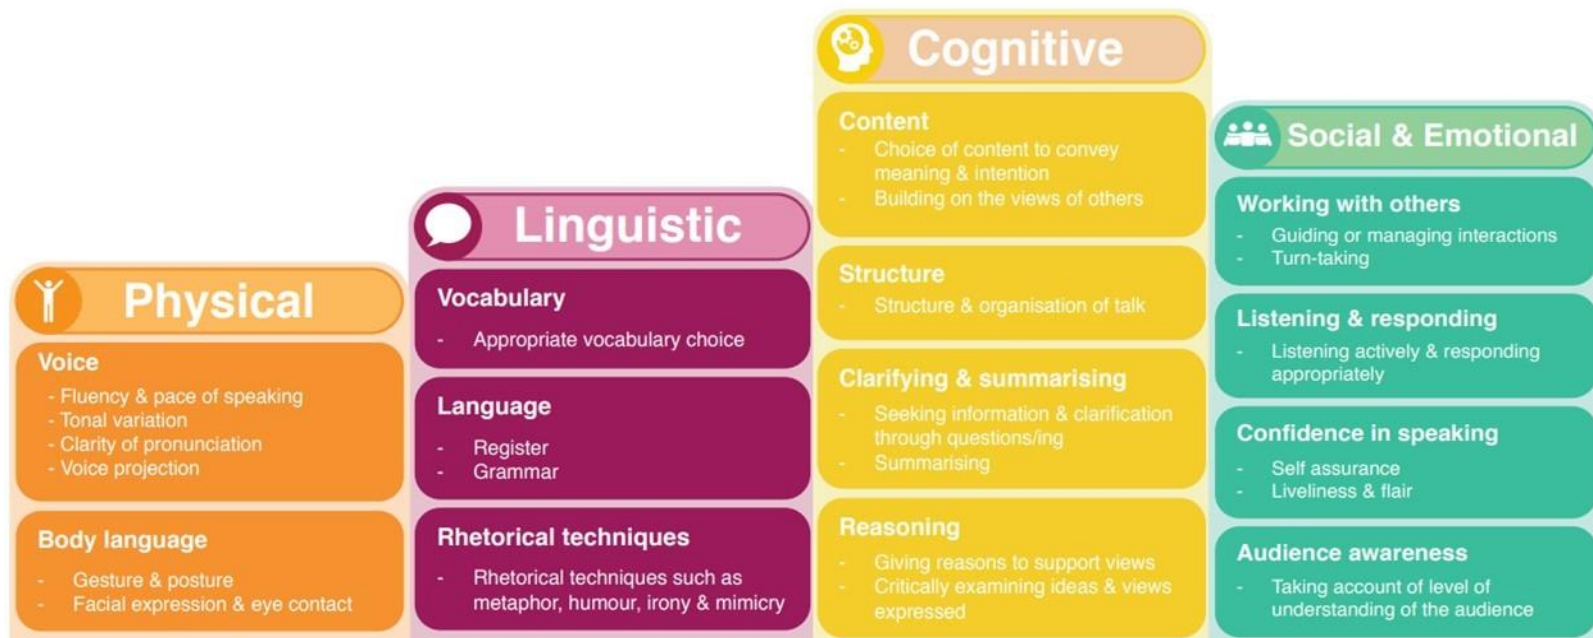 Physical
Voice
- Fluency & pace of speaking
- Tonal variation
- Clarity of pronunciation
- Voice projection
Body language
- Gesture & posture
- Facial expression & eye contact
Linguistic
Vocabulary
- Appropriate vocabulary choice
Language
- Register
- Grammar
Rhetorical techniques
- Rhetorical techniques such as
metaphor, humour, irony & mimicry
Cognitive
Content
- Choice of content to convey
meaning & intention
- Building on the views of others
Structure
- Structure & organisation of talk
Clarifying & summarising
- Seeking information & clarification
through questions/ing
- Summarising
Reasoning
- Giving reasons to support views
- Critically examining ideas & views
expressed
Social & Emotional
Working with others
- Guiding or managing interactions
- Turn-taking
Listening & responding
- Listening actively & responding
appropriately
Confidence in speaking
- Self assurance
- Liveliness & flair
Audience awareness
- Taking account of level of
understanding of the audience